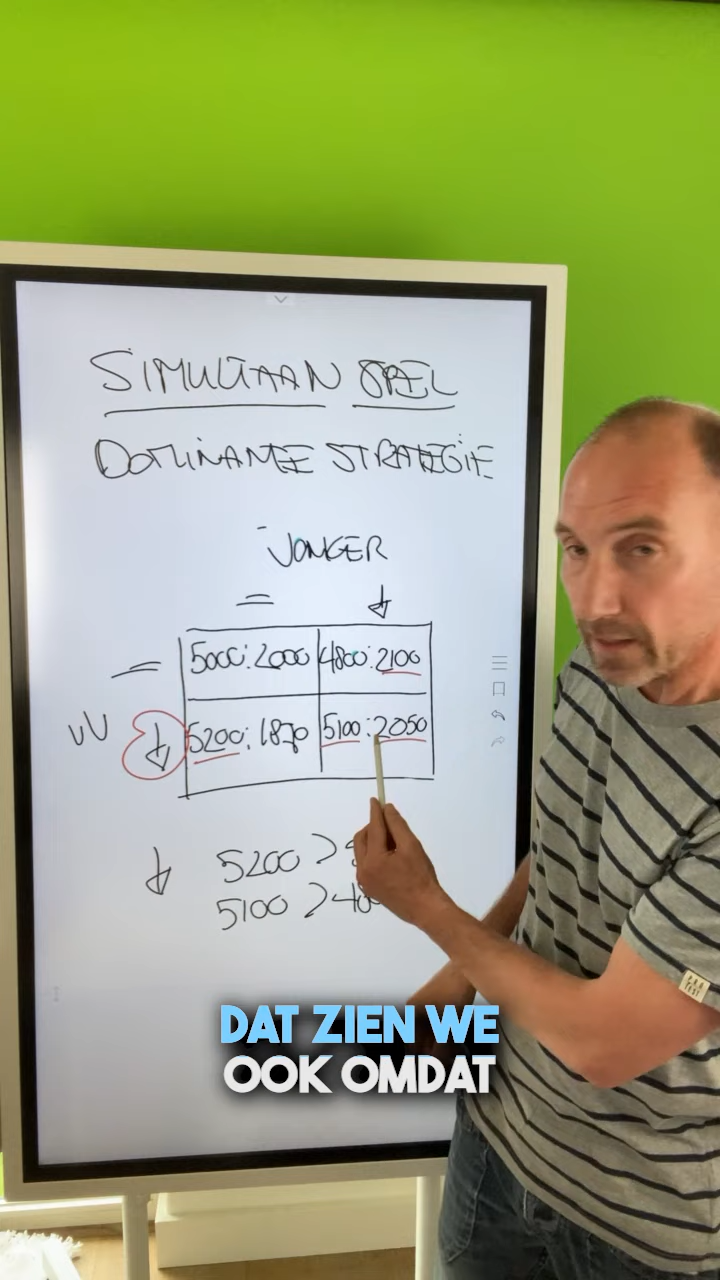 SIMULTAAN SPEL
DOMINANTE STRATEGIE
JONGER
= ↓
= 5000:2000 4800:2100
VV ↓ 5200:1870 5100:2050
↓ 5200 >
5100 > 48
DAT ZIEN WE
OOK OMDAT